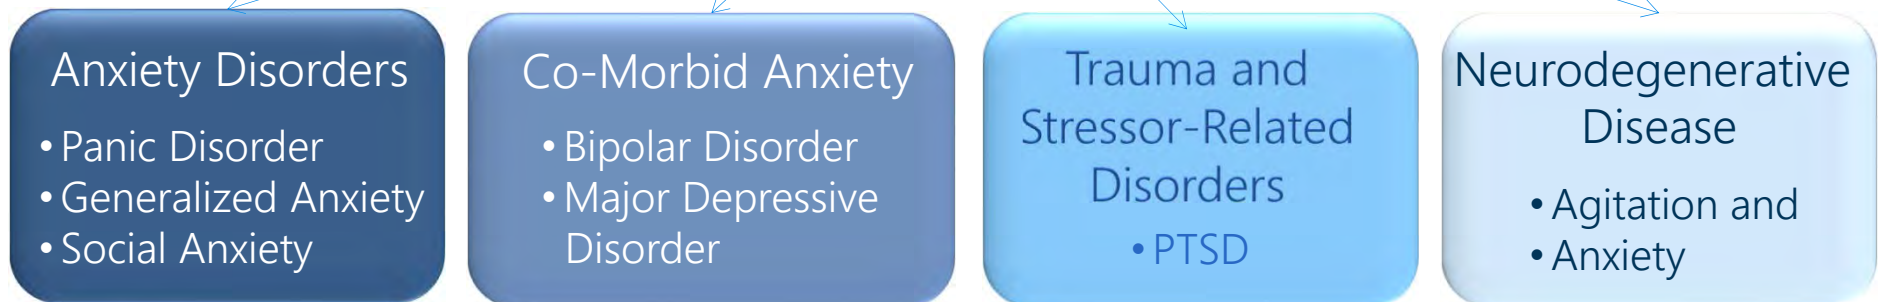 Anxiety Disorders
• Panic Disorder
• Generalized Anxiety
• Social Anxiety
Co-Morbid Anxiety
• Bipolar Disorder
• Major Depressive
Disorder
Trauma and
Stressor-Related
Disorders
• PTSD
Neurodegenerative
Disease
• Agitation and
• Anxiety